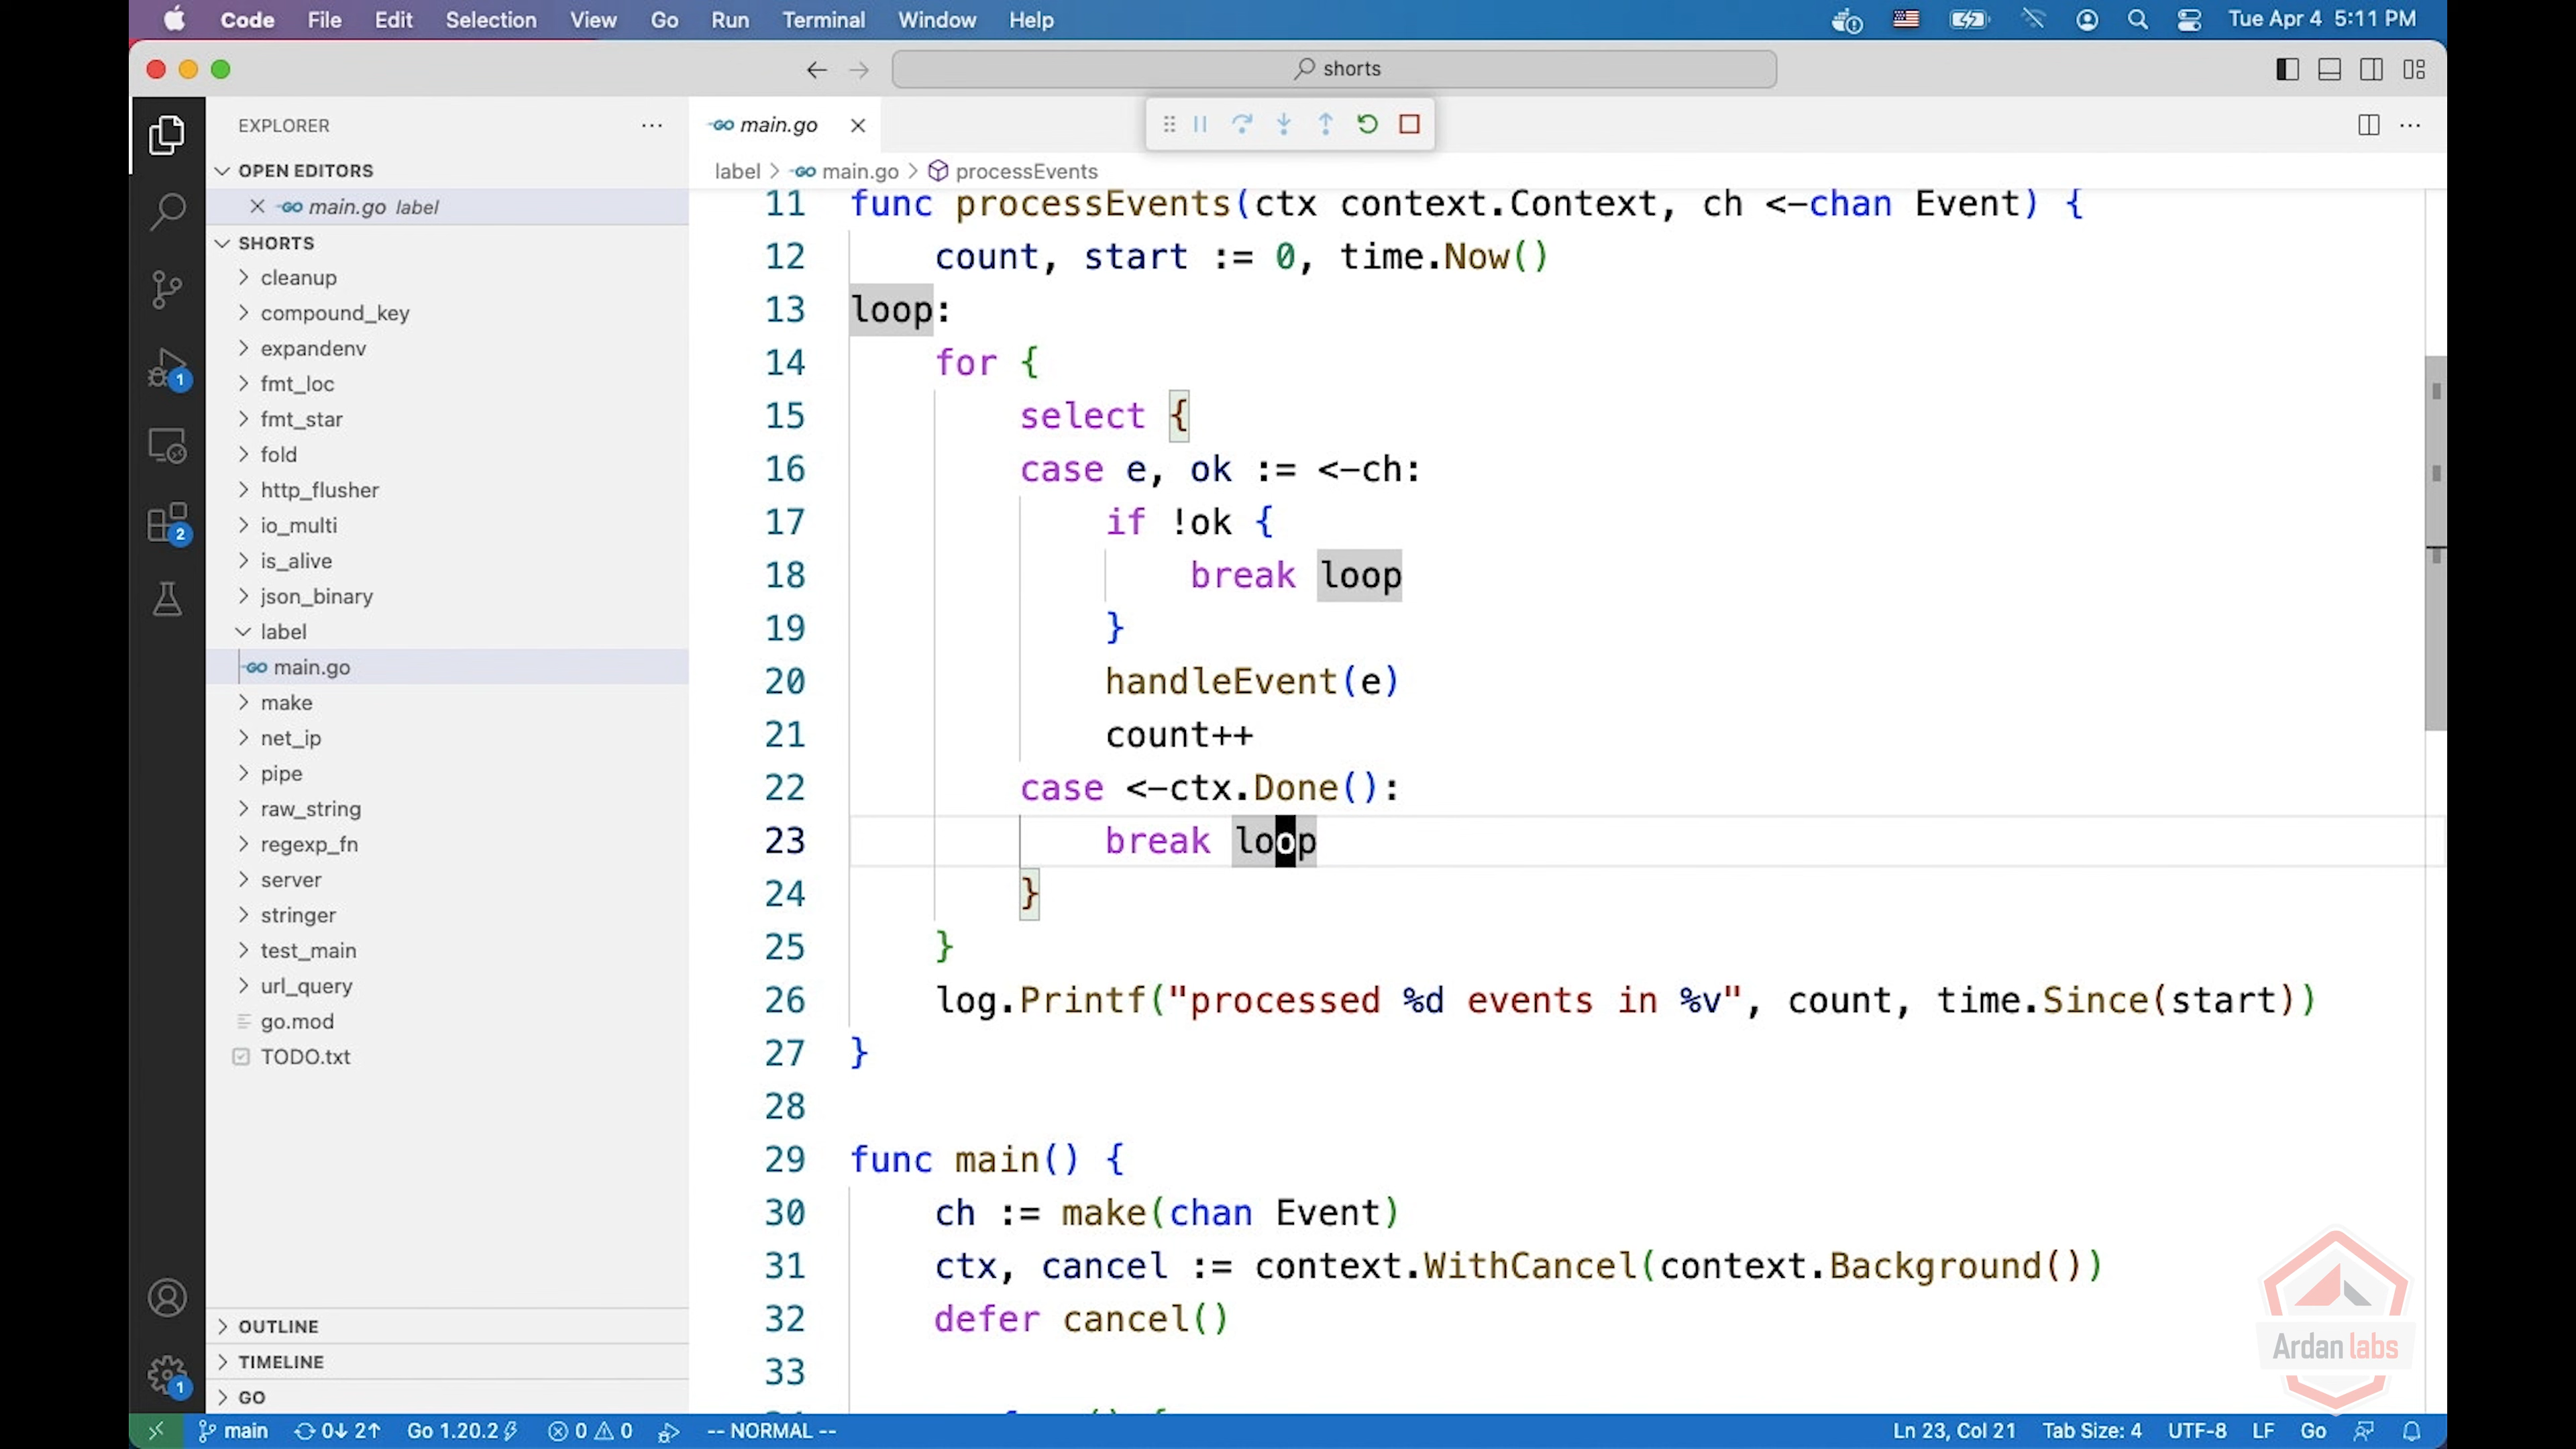 Code File Edit Selection View Go Run Terminal Window Help Tue Apr 4 5:11 PM
shorts
EXPLORER
OPEN EDITORS
main.go label
SHORTS
cleanup
compound_key
expandenv
fmt_loc
fmt_star
fold
http_flusher
io_multi
is_alive
json_binary
label
GO main.go
make
net_ip
pipe
raw_string
regexp_fn
server
stringer
test_main
url_query
go.mod
TODO.txt
OUTLINE
TIMELINE
GO
1
2
1
GO main.go
label > GO main.go > processEvents
11 func processEvents(ctx context.Context, ch <-chan Event) {
12 count, start := 0, time.Now()
13 loop:
14 for {
15 select {
16 case e, ok := <-ch:
17 if !ok {
18 break loop
19 }
20 handleEvent(e)
21 count++
22 case <-ctx.Done():
23 break loop
24 }
25 }
26 log.Printf("processed %d events in %v", count, time.Since(start))
27 }
28
29 func main() {
30 ch := make(chan Event)
31 ctx, cancel := context.WithCancel(context.Background())
32 defer cancel()
33
Ardan labs
main 0↓ 2↑ Go 1.20.2 0 0 -- NORMAL -- Ln 23, Col 21 Tab Size: 4 UTF-8 LF Go